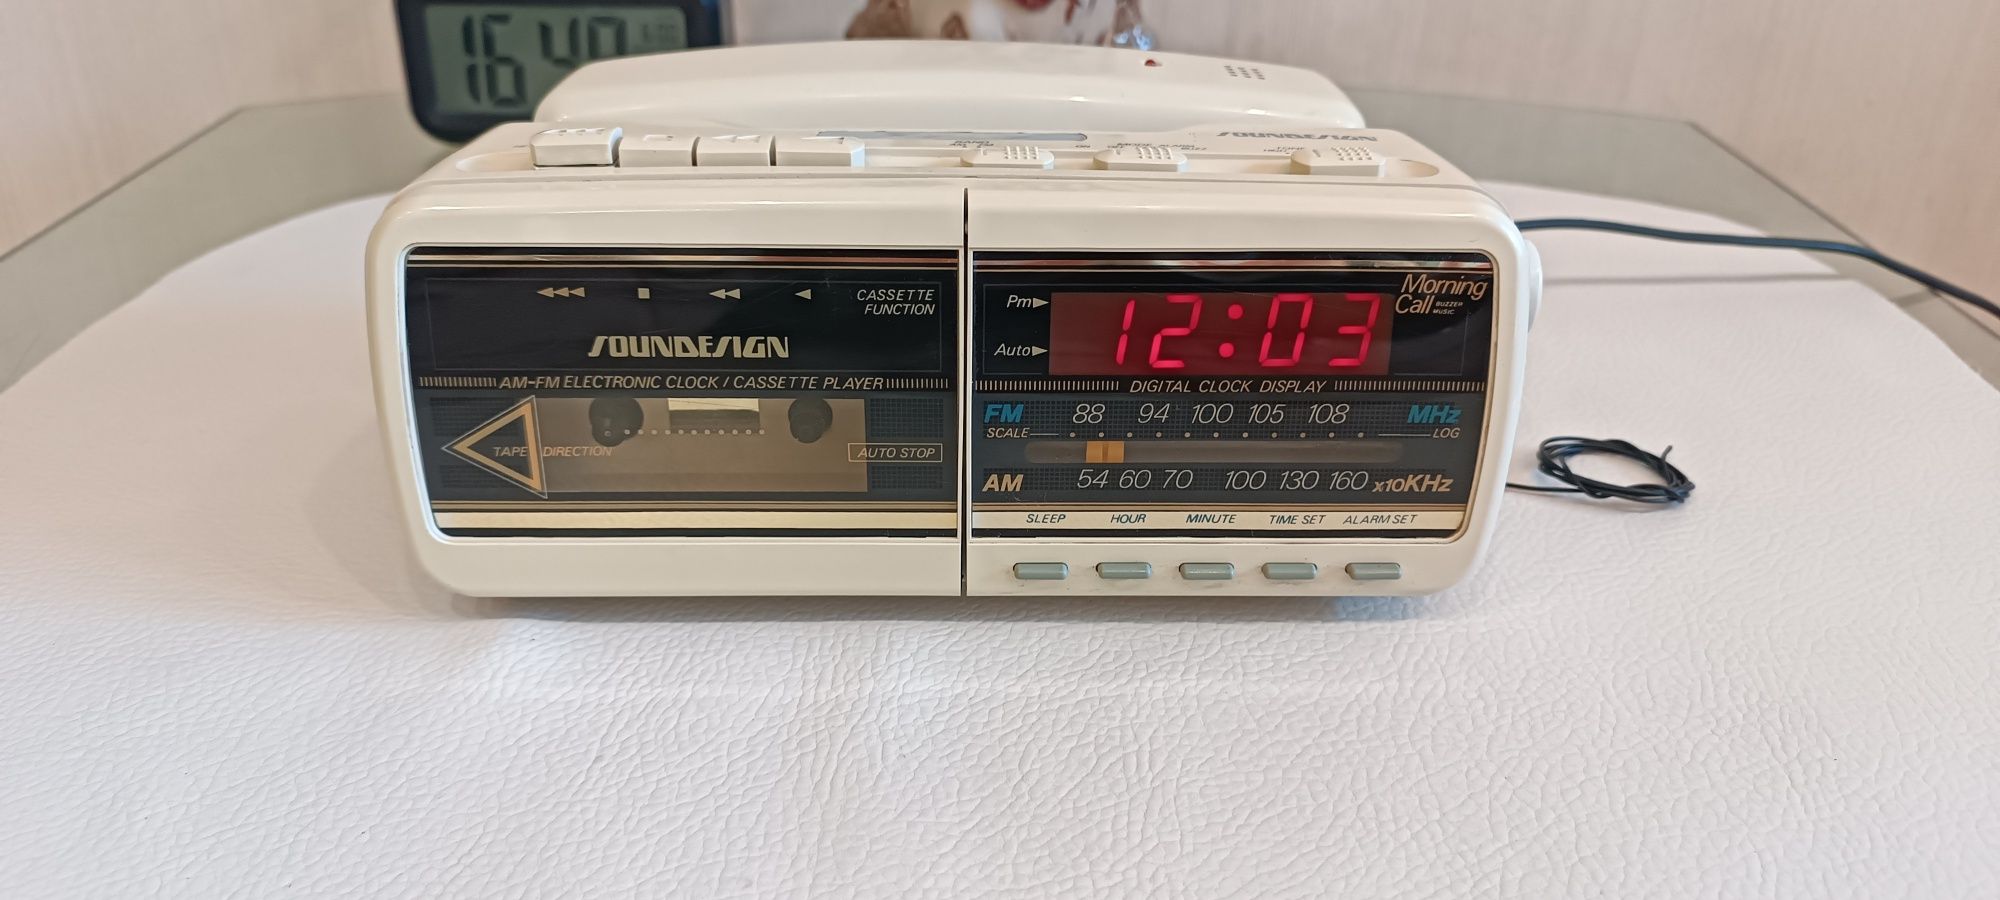 16:49
SOUNDESIGN
CASSETTE
FUNCTION
SOUNDESIGN
AM-FM ELECTRONIC CLOCK / CASSETTE PLAYER
TAPE DIRECTION
AUTO STOP
Pm
12:03
Morning
Call BUZZER
MUSIC
Auto
DIGITAL CLOCK DISPLAY
FM 88 94 100 105 108 MHz
SCALE LOG
AM 54 60 70 100 130 160 x10KHz
SLEEP HOUR MINUTE TIME SET ALARM SET